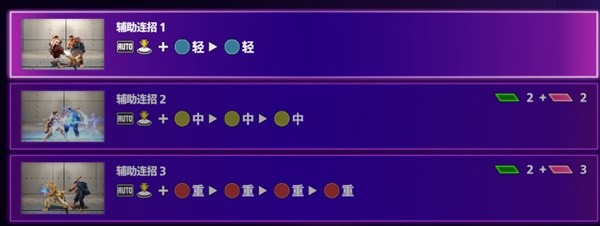 辅助连招 1
AUTO + 轻 ▶ 轻
辅助连招 2
2 + 2
AUTO + 中 ▶ 中 ▶ 中
辅助连招 3
2 + 3
AUTO + 重 ▶ 重 ▶ 重 ▶ 重